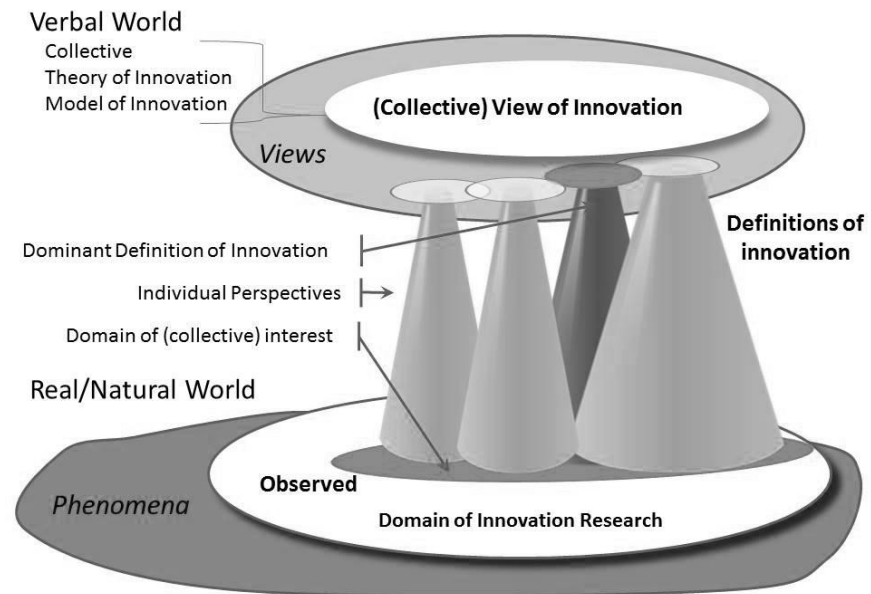 Verbal World
Collective
Theory of Innovation
Model of Innovation
(Collective) View of Innovation
Views
Definitions of
innovation
Dominant Definition of Innovation
Individual Perspectives
Domain of (collective) interest
Real/Natural World
Observed
Phenomena
Domain of Innovation Research